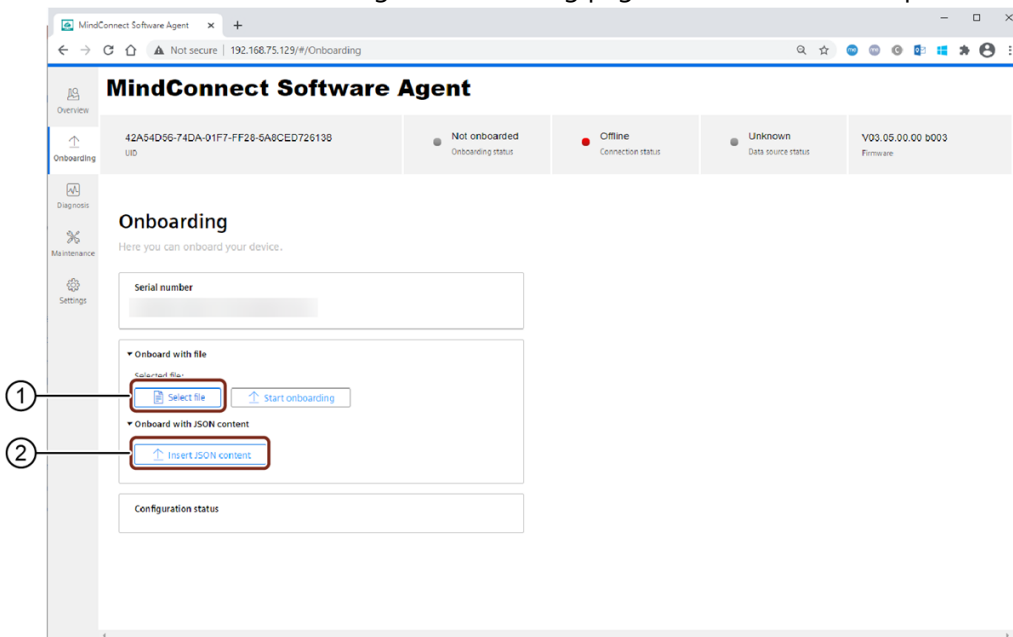 MindConnect Software Agent
Not secure | 192.168.75.129/#/Onboarding
MindConnect Software Agent
Overview
42A54D56-74DA-01F7-FF28-5A8CED726138
UID
Not onboarded
Onboarding status
Offline
Connection status
Unknown
Data source status
V03.05.00.00 b003
Firmware
Onboarding
Diagnosis
Maintenance
Settings
Onboarding
Here you can onboard your device.
Serial number
Onboard with file
Selected file:
1
Select file
Start onboarding
Onboard with JSON content
2
Insert JSON content
Configuration status